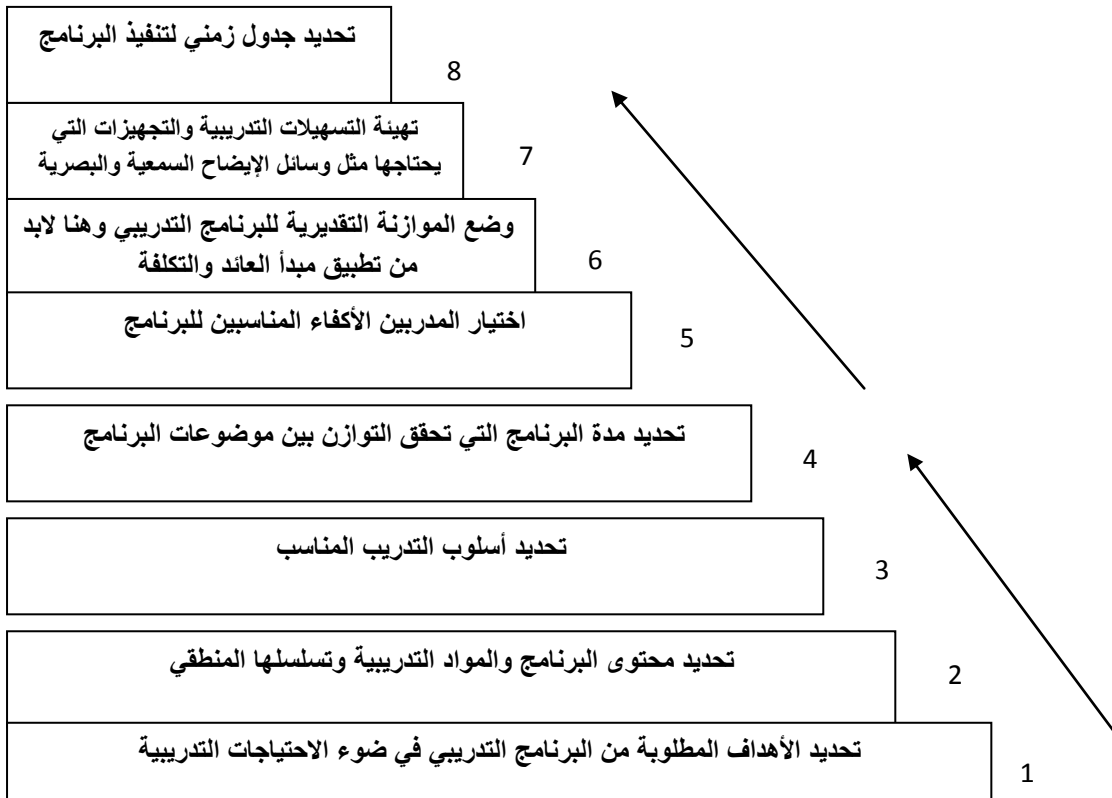 تحديد جدول زمني لتنفيذ البرنامج
8
تهيئة التسهيلات التدريبية والتجهيزات التي
يحتاجها مثل وسائل الإيضاح السمعية والبصرية
7
وضع الموازنة التقديرية للبرنامج التدريبي وهنا لابد
من تطبيق مبدأ العائد والتكلفة
6
اختيار المدربين الأكفاء المناسبين للبرنامج
5
تحديد مدة البرنامج التي تحقق التوازن بين موضوعات البرنامج
4
تحديد أسلوب التدريب المناسب
3
تحديد محتوى البرنامج والمواد التدريبية وتسلسلها المنطقي
2
تحديد الأهداف المطلوبة من البرنامج التدريبي في ضوء الاحتياجات التدريبية
1